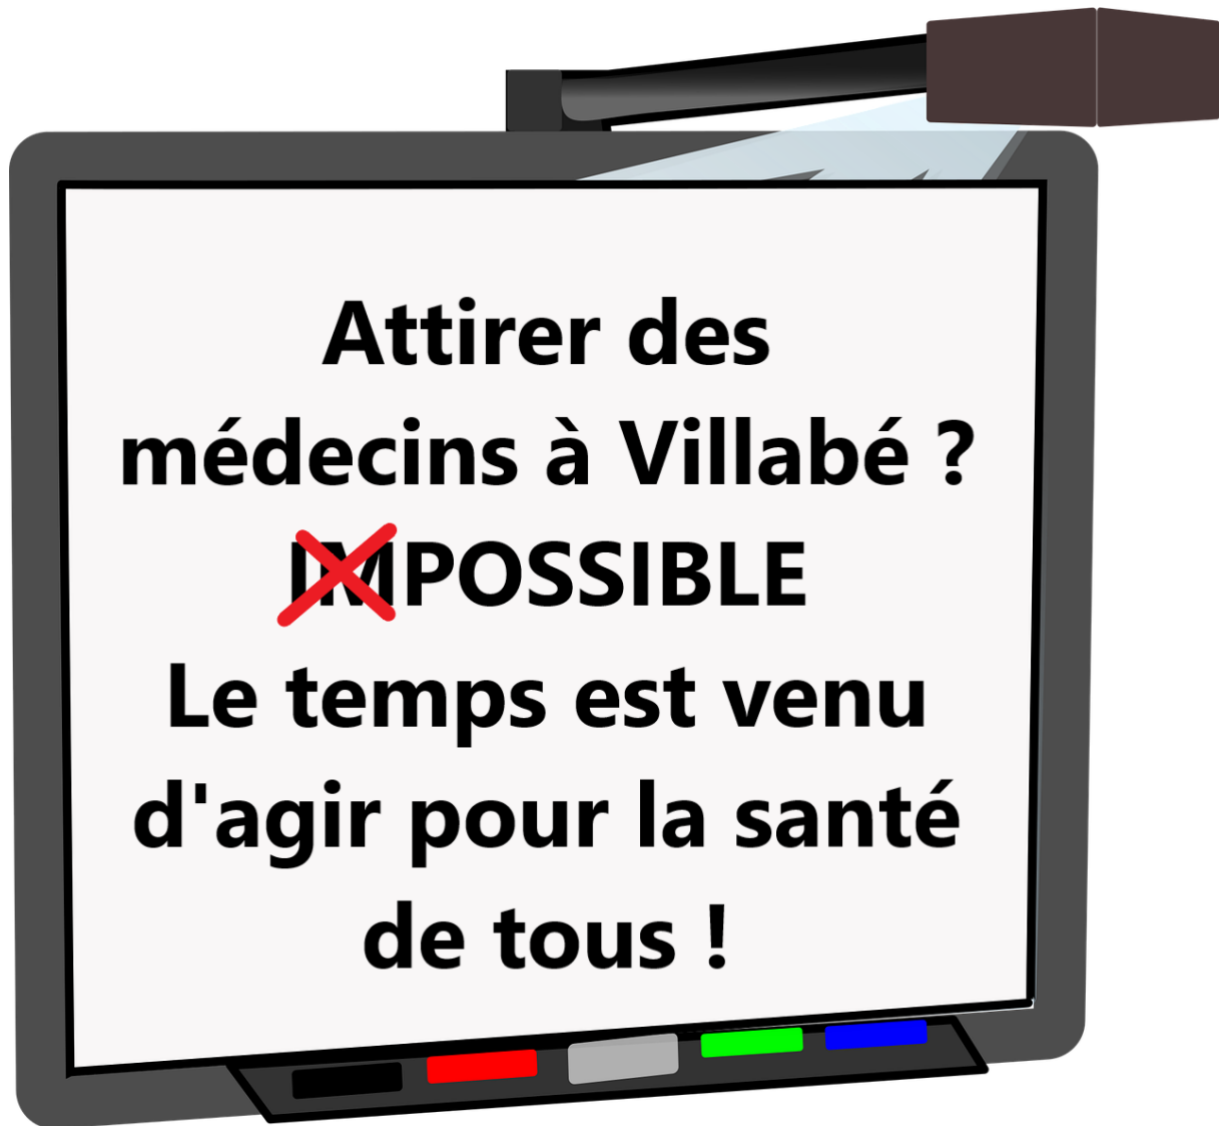 Attirer des
médecins à Villabé ?
IMPOSSIBLE
Le temps est venu
d'agir pour la santé
de tous !